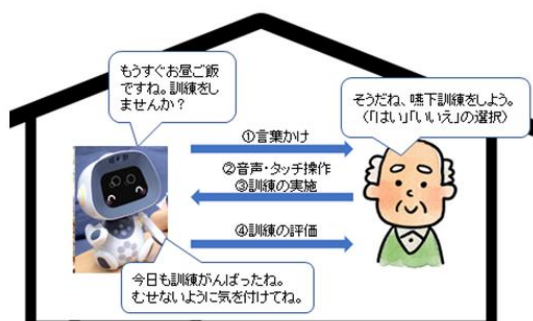 もうすぐお昼ご飯
ですね。訓練をし
ませんか？
そうだね、嚥下訓練をしよう。
（「はい」「いいえ」の選択）
①言葉かけ
②音声・タッチ操作
③訓練の実施
④訓練の評価
今日も訓練がんばったね。
むせないように気を付けてね。